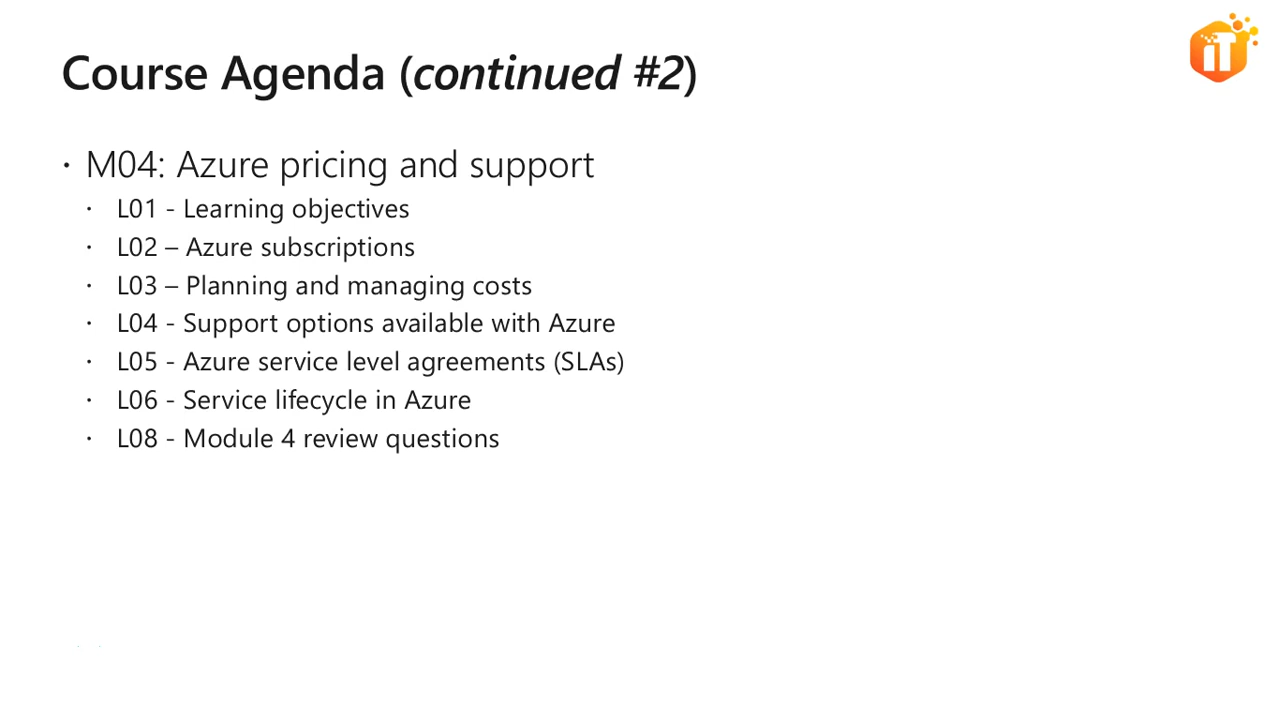 Course Agenda (continued #2)
• M04: Azure pricing and support
• L01 - Learning objectives
• L02 – Azure subscriptions
• L03 – Planning and managing costs
• L04 - Support options available with Azure
• L05 - Azure service level agreements (SLAs)
• L06 - Service lifecycle in Azure
• L08 - Module 4 review questions
iT